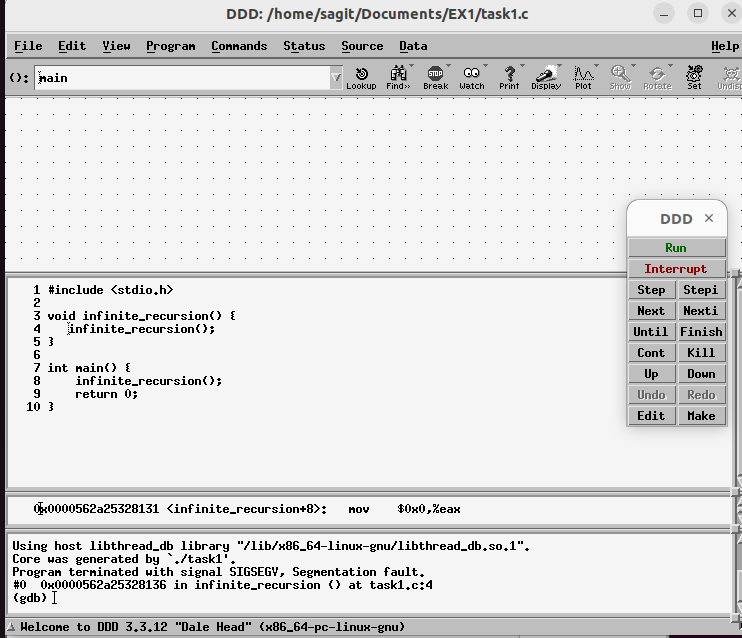 DDD: /home/sagit/Documents/EX1/task1.c
File Edit View Program Commands Status Source Data Help
(): main
Lookup Find>> Break Watch Print Display Plot Show Rotate Set Undisp
DDD
Run
Interrupt
Step Stepi
Next Nexti
Until Finish
Cont Kill
Up Down
Undo Redo
Edit Make
1 #include <stdio.h>
2
3 void infinite_recursion() {
4 infinite_recursion();
5 }
6
7 int main() {
8 infinite_recursion();
9 return 0;
10 }
0x0000562a25328131 <infinite_recursion+8>: mov $0x0,%eax
Using host libthread_db library "/lib/x86_64-linux-gnu/libthread_db.so.1".
Core was generated by `./task1'.
Program terminated with signal SIGSEGV, Segmentation fault.
#0 0x0000562a25328136 in infinite_recursion () at task1.c:4
(gdb)
Welcome to DDD 3.3.12 "Dale Head" (x86_64-pc-linux-gnu)